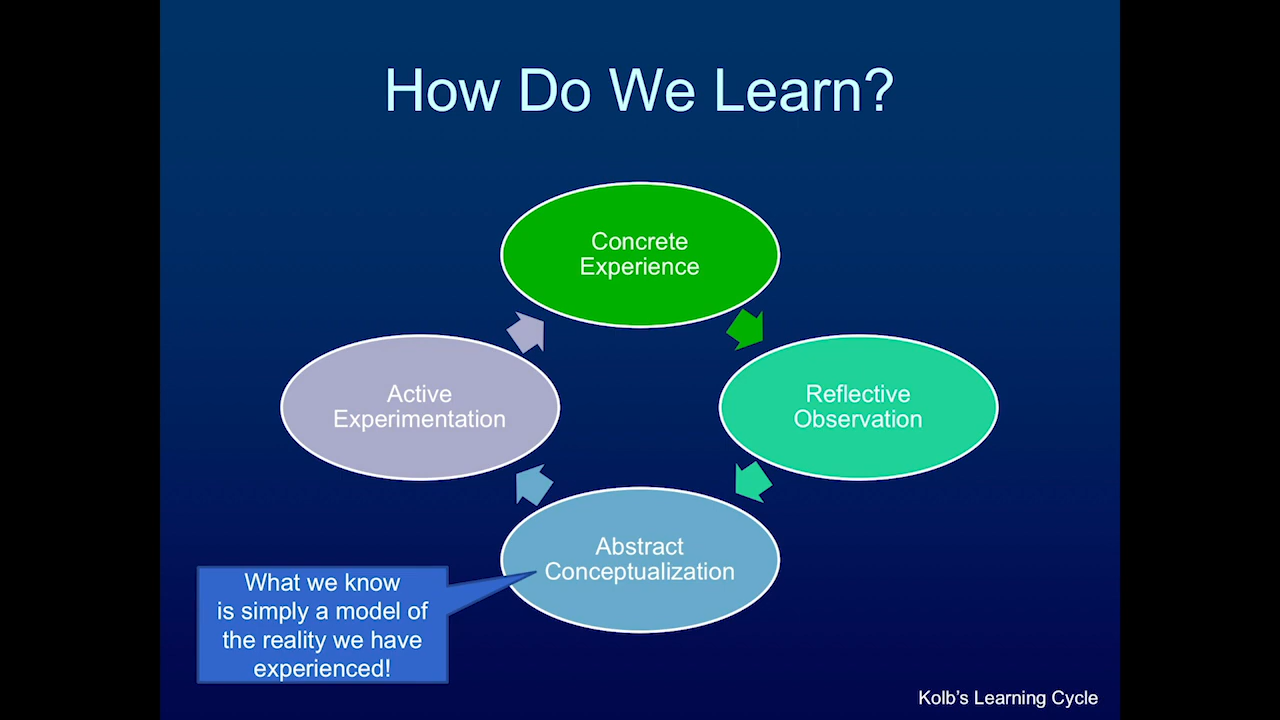 How Do We Learn?
Concrete
Experience
Active
Experimentation
Reflective
Observation
Abstract
Conceptualization
What we know
is simply a model of
the reality we have
experienced!
Kolb's Learning Cycle